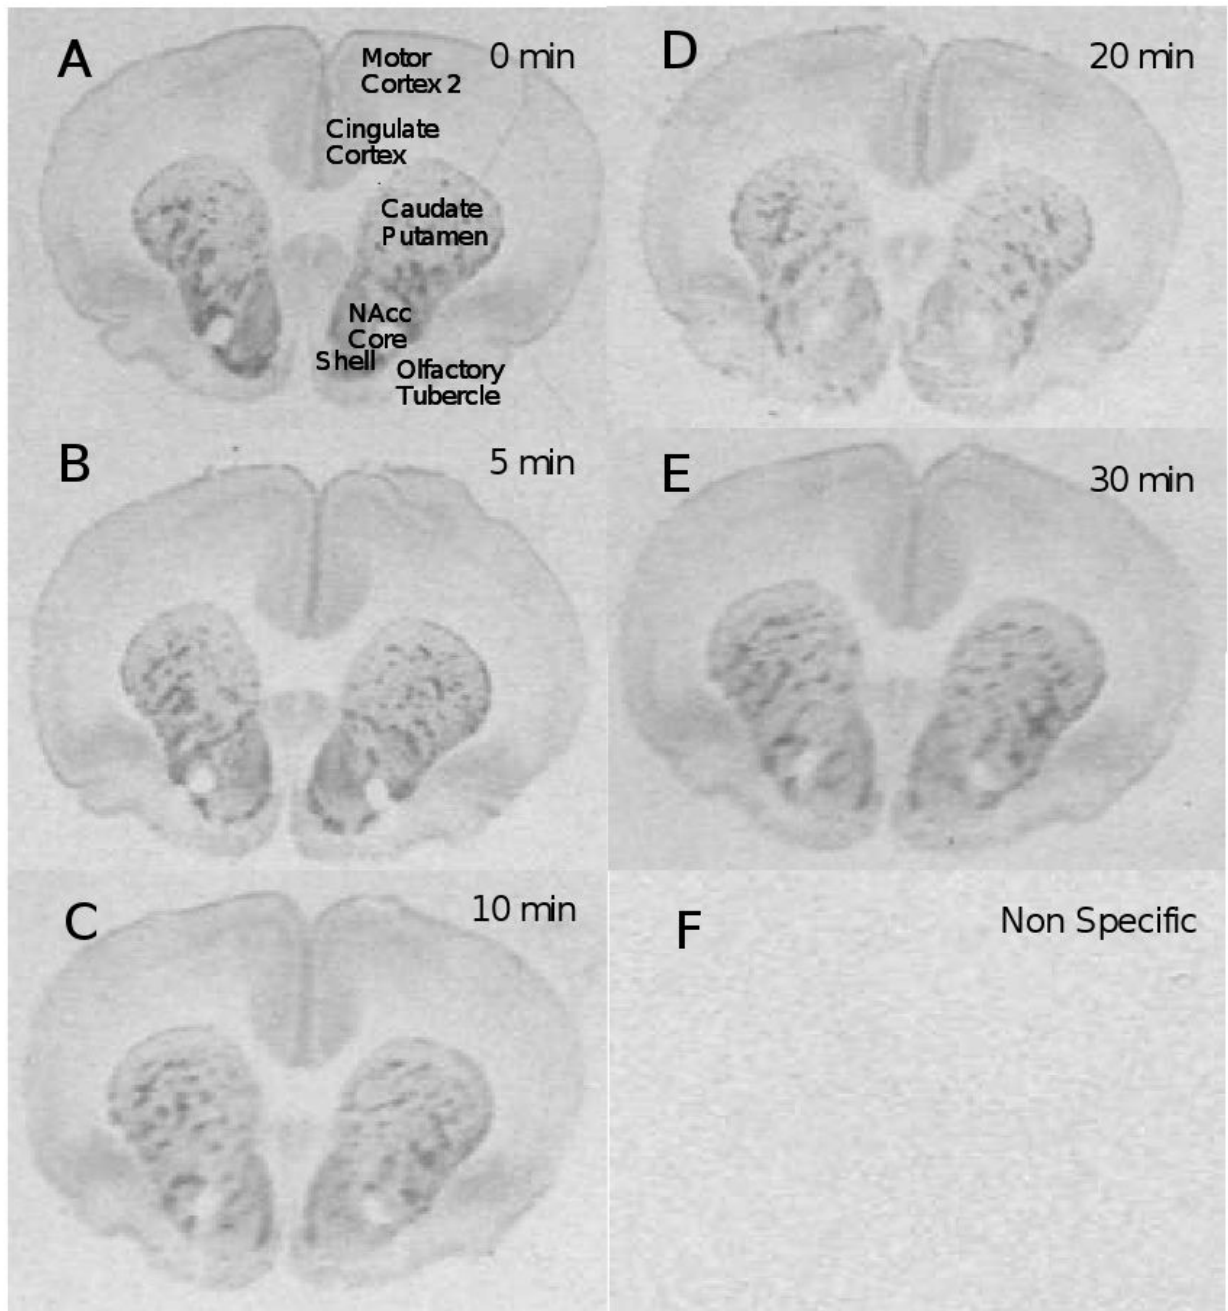 A
0 min
Motor
Cortex 2
Cingulate
Cortex
Caudate
Putamen
NAcc
Core
Shell
Olfactory
Tubercle
B
5 min
C
10 min
D
20 min
E
30 min
F
Non Specific